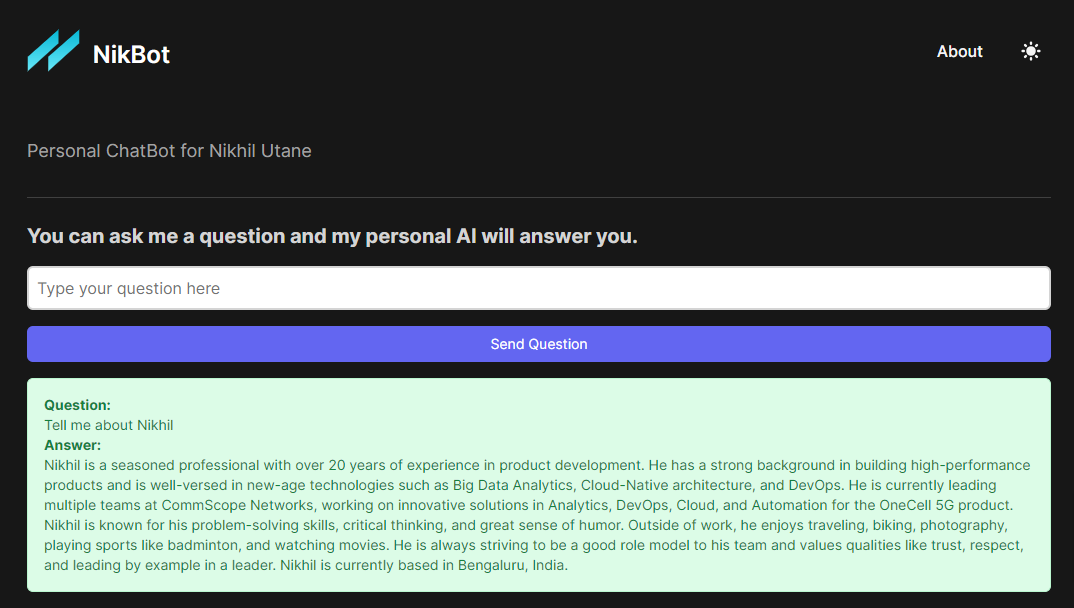 NikBot
About
Personal ChatBot for Nikhil Utane
You can ask me a question and my personal AI will answer you.
Type your question here
Send Question
Question:
Tell me about Nikhil
Answer:
Nikhil is a seasoned professional with over 20 years of experience in product development. He has a strong background in building high-performance
products and is well-versed in new-age technologies such as Big Data Analytics, Cloud-Native architecture, and DevOps. He is currently leading
multiple teams at CommScope Networks, working on innovative solutions in Analytics, DevOps, Cloud, and Automation for the OneCell 5G product.
Nikhil is known for his problem-solving skills, critical thinking, and great sense of humor. Outside of work, he enjoys traveling, biking, photography,
playing sports like badminton, and watching movies. He is always striving to be a good role model to his team and values qualities like trust, respect,
and leading by example in a leader. Nikhil is currently based in Bengaluru, India.